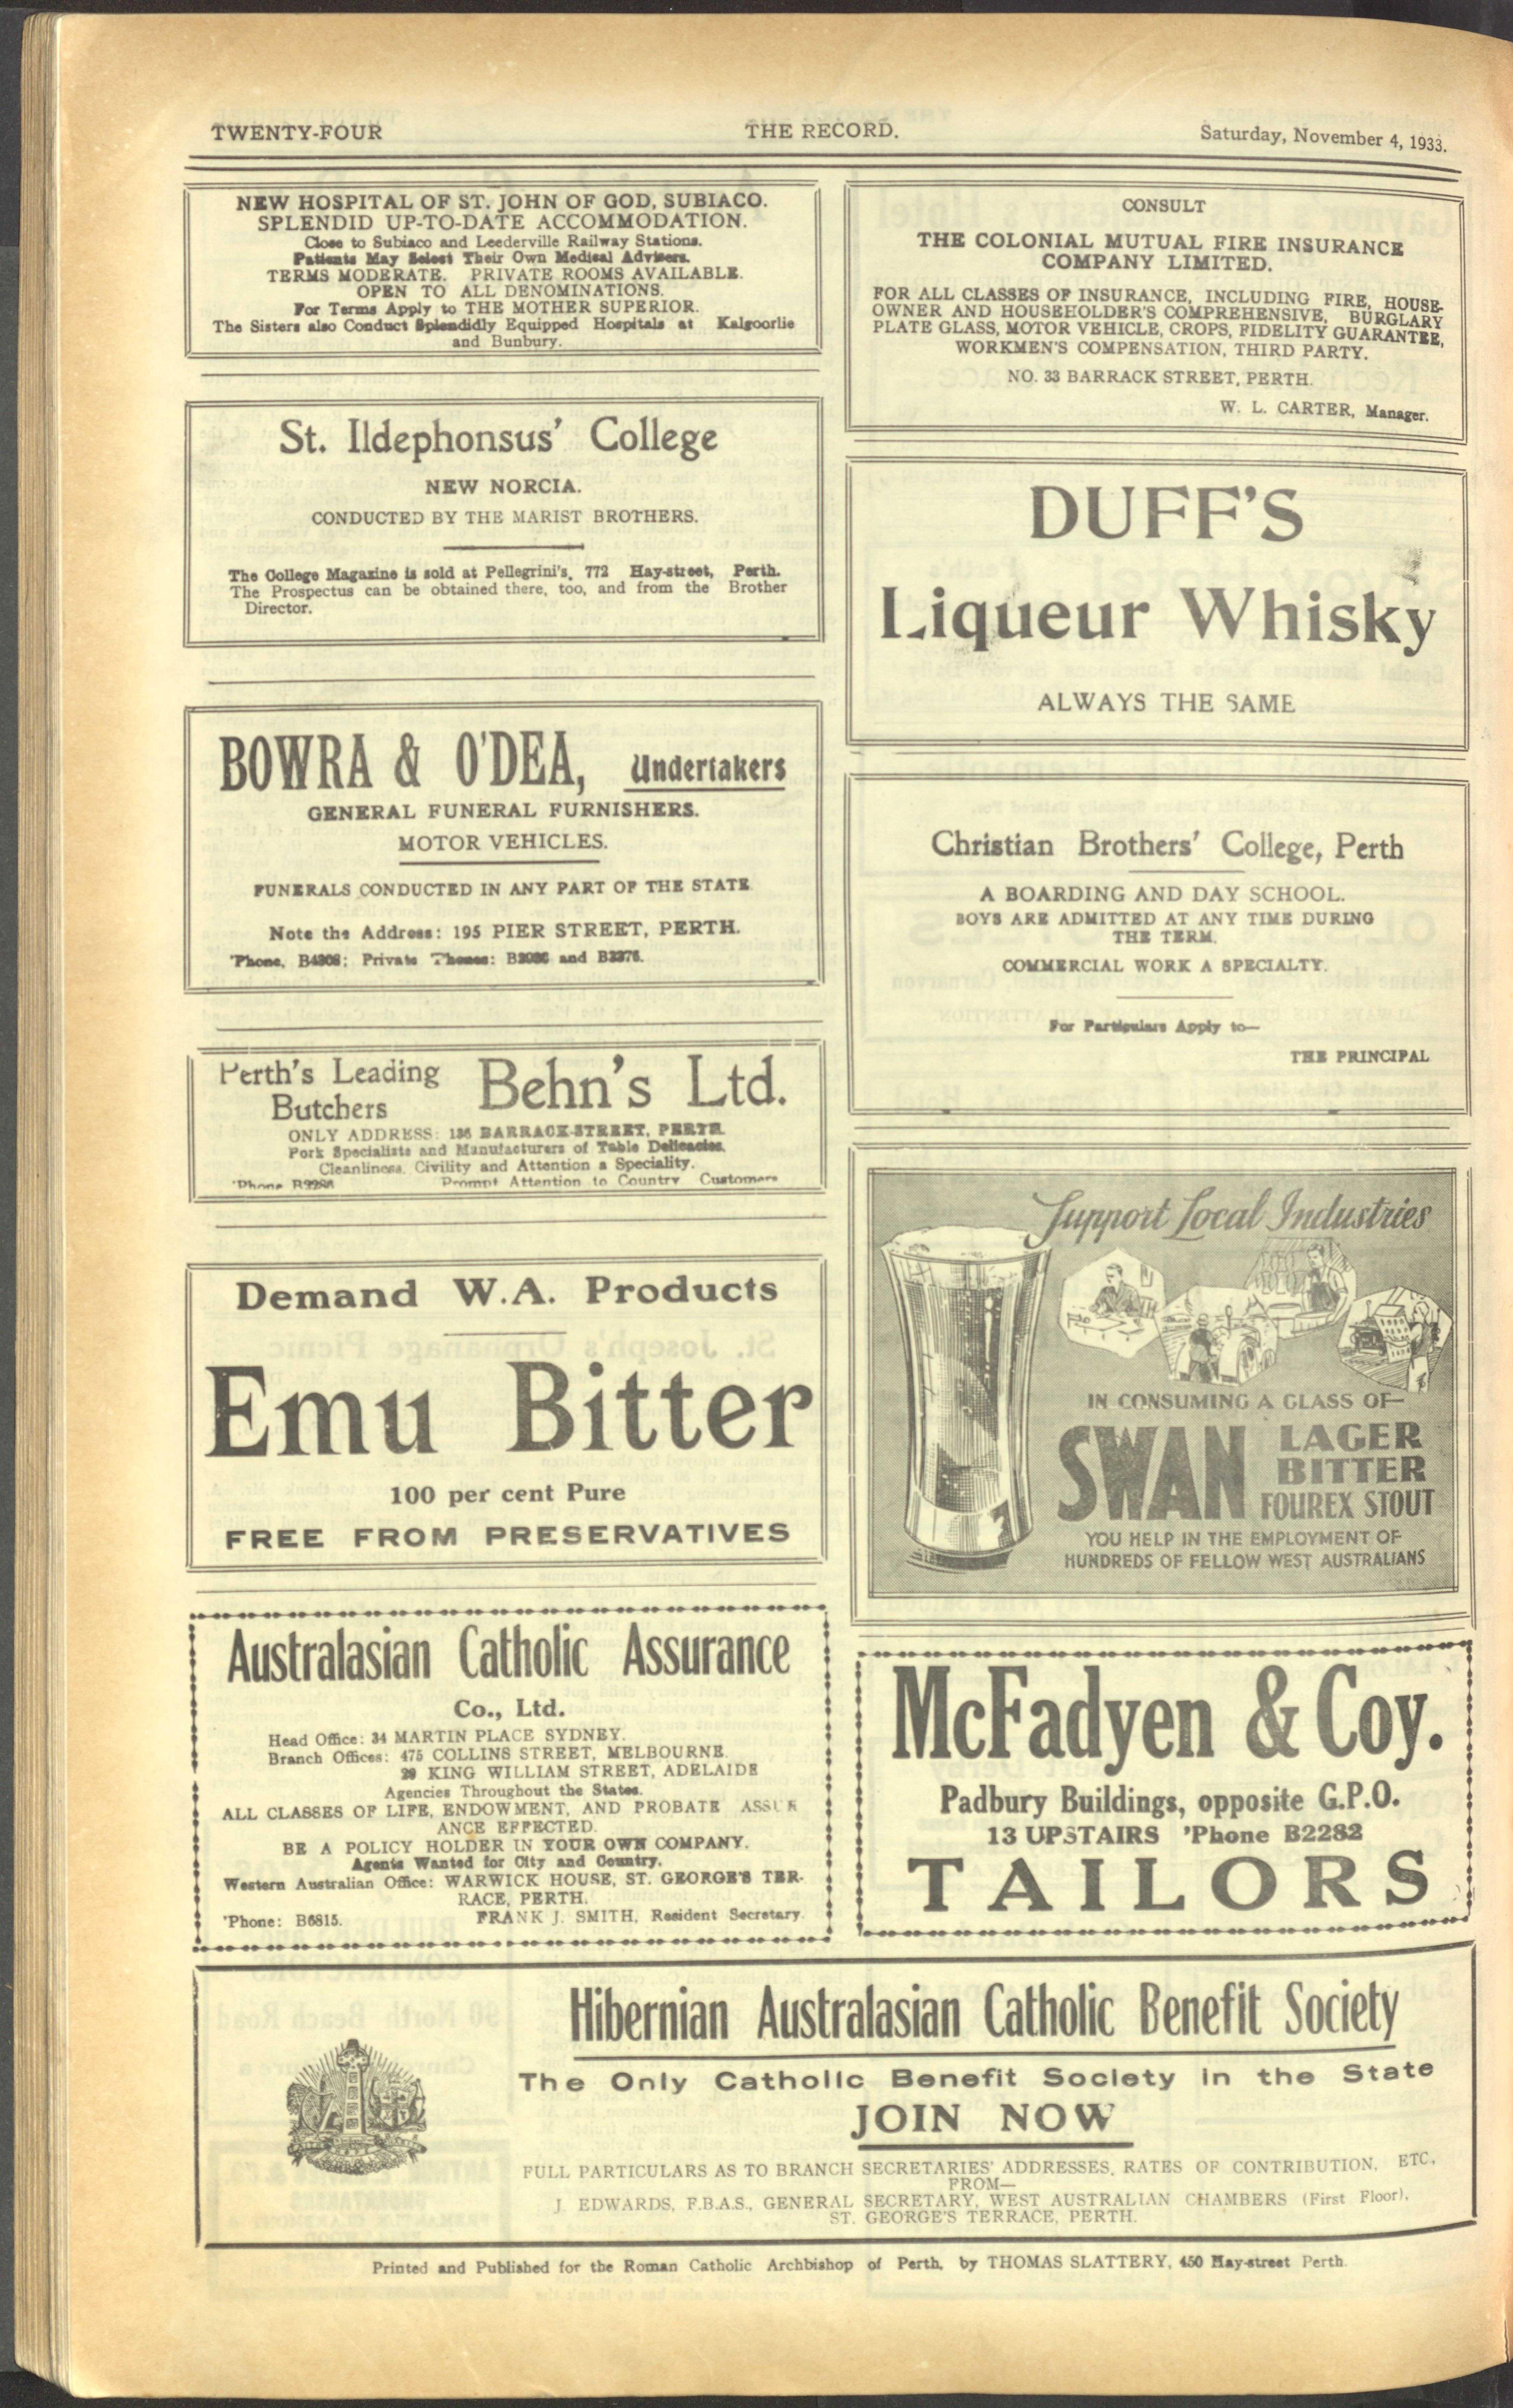 TWENTY-FOUR
THE RECORD.
Saturday, November 4, 1933.
NEW HOSPITAL OF ST. JOHN OF GOD, SUBIACO.
SPLENDID UP-TO-DATE ACCOMMODATION.
Close to Subiaco and Leederville Railway Stations.
Patients May Select Their Own Medical Advisers.
TERMS MODERATE. PRIVATE ROOMS AVAILABLE.
OPEN TO ALL DENOMINATIONS.
For Terms Apply to THE MOTHER SUPERIOR.
The Sisters also Conduct Splendidly Equipped Hospitals at Kalgoorlie
and Bunbury.
St. Ildephonsus' College
NEW NORCIA.
CONDUCTED BY THE MARIST BROTHERS.
The College Magazine is sold at Pellegrini's, 772 Hay-street, Perth.
The Prospectus can be obtained there, too, and from the Brother
Director.
BOWRA & O'DEA, Undertakers
GENERAL FUNERAL FURNISHERS.
MOTOR VEHICLES.
FUNERALS CONDUCTED IN ANY PART OF THE STATE
Note the Address: 195 PIER STREET, PERTH.
'Phone, B4308; Private 'Phones: and B2376.
Perth's Leading
Butchers
Behn's Ltd.
ONLY ADDRESS: 136 BARRACK-STREET, PERTH.
Pork Specialists and Manufacturers of Table Delicacies.
Cleanliness, Civility and Attention a Speciality.
'Phone Prompt Attention to Country Customers
Demand W.A. Products
Emu Bitter
100 per cent Pure
FREE FROM PRESERVATIVES
Australasian Catholic Assurance
Co., Ltd.
Head Office: 34 MARTIN PLACE SYDNEY.
Branch Offices: 475 COLLINS STREET, MELBOURNE.
29 KING WILLIAM STREET, ADELAIDE
Agencies Throughout the States.
ALL CLASSES OF LIFE, ENDOWMENT, AND PROBATE ASSUR
ANCE EFFECTED.
BE A POLICY HOLDER IN YOUR OWN COMPANY.
Agents Wanted for City and Country.
Western Australian Office: WARWICK HOUSE, ST. GEORGE'S TER-
RACE, PERTH.
'Phone: B6815. FRANK J. SMITH, Resident Secretary.
CONSULT
THE COLONIAL MUTUAL FIRE INSURANCE
COMPANY LIMITED.
FOR ALL CLASSES OF INSURANCE, INCLUDING FIRE, HOUSE-
OWNER AND HOUSEHOLDER'S COMPREHENSIVE, BURGLARY
PLATE GLASS, MOTOR VEHICLE, CROPS, FIDELITY GUARANTEE,
WORKMEN'S COMPENSATION, THIRD PARTY.
NO. 33 BARRACK STREET, PERTH.
W. L. CARTER, Manager.
DUFF'S
Liqueur Whisky
ALWAYS THE SAME
Christian Brothers' College, Perth
A BOARDING AND DAY SCHOOL.
BOYS ARE ADMITTED AT ANY TIME DURING
THE TERM.
COMMERCIAL WORK A SPECIALTY.
For Particulars Apply to—
THE PRINCIPAL
Support Local Industries
IN CONSUMING A GLASS OF—
SWAN LAGER
BITTER
FOUREX STOUT
YOU HELP IN THE EMPLOYMENT OF
HUNDREDS OF FELLOW WEST AUSTRALIANS
McFadyen & Coy.
Padbury Buildings, opposite G.P.O.
13 UPSTAIRS 'Phone B2282
TAILORS
Hibernian Australasian Catholic Benefit Society
The Only Catholic Benefit Society in the State
JOIN NOW
FULL PARTICULARS AS TO BRANCH SECRETARIES' ADDRESSES, RATES OF CONTRIBUTION, ETC.
FROM—
J. EDWARDS, F.B.A.S., GENERAL SECRETARY, WEST AUSTRALIAN CHAMBERS (First Floor),
ST. GEORGE'S TERRACE, PERTH.
Printed and Published for the Roman Catholic Archbishop of Perth, by THOMAS SLATTERY, 450 Hay-street Perth.